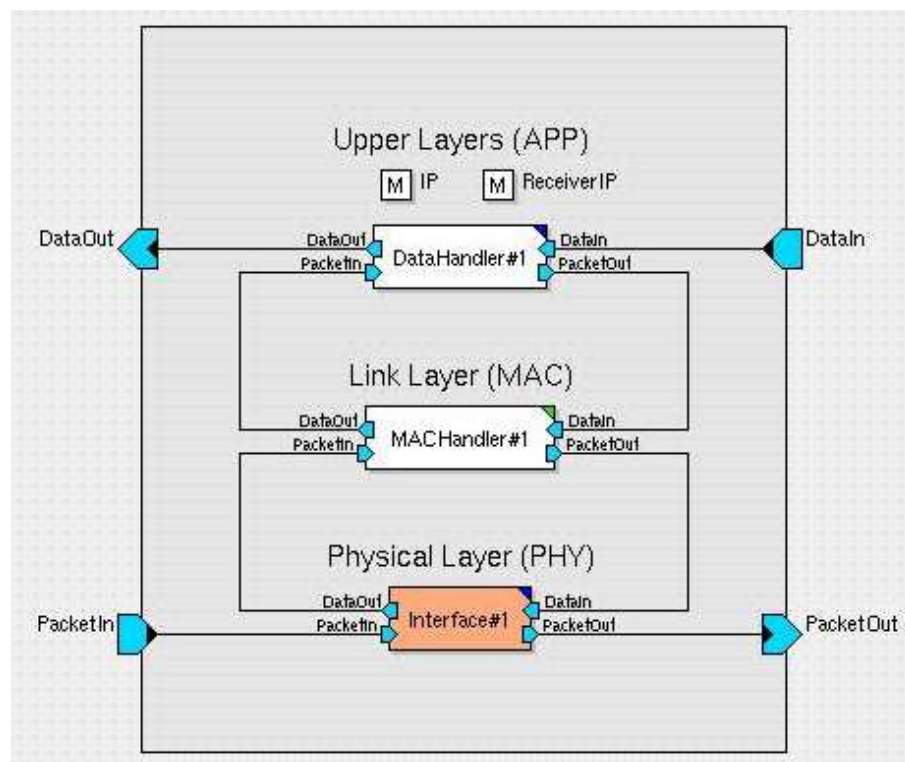 Upper Layers (APP)
M IP M ReceiverIP
DataOut DataOut DataIn DataIn
PacketIn DataHandler#1 PacketOut
Link Layer (MAC)
DataOut DataIn
PacketIn MACHandler#1 PacketOut
Physical Layer (PHY)
DataOut DataIn
PacketIn PacketIn Interface#1 PacketOut PacketOut